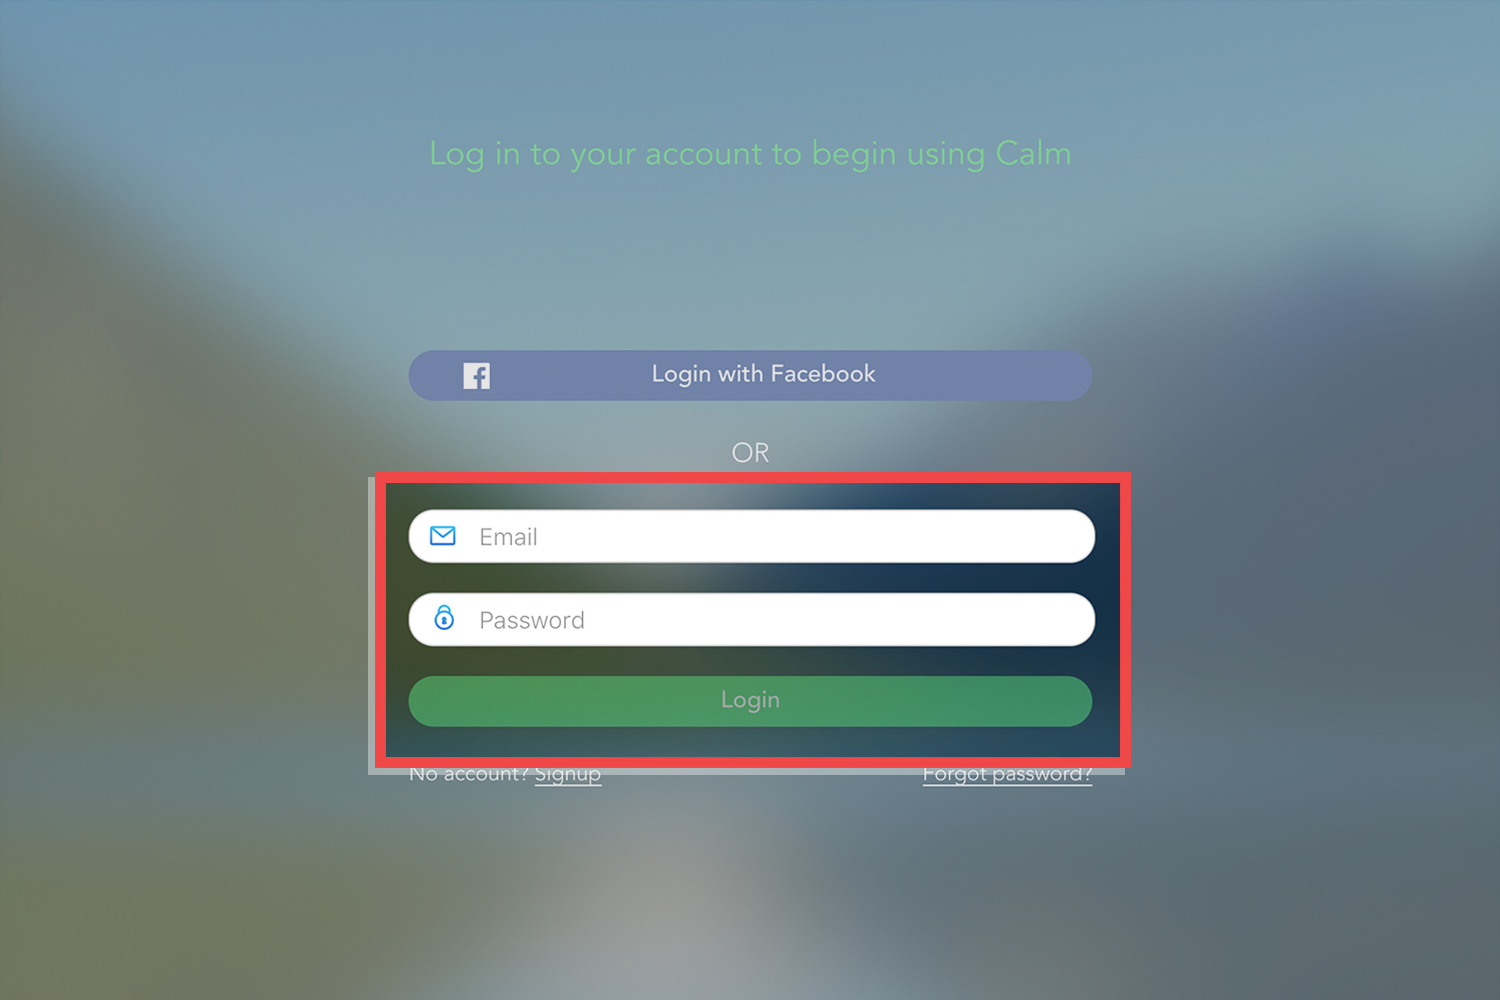 Log in to your account to begin using Calm
Login with Facebook
OR
Email
Password
Login
No account? Signup
Forgot password?